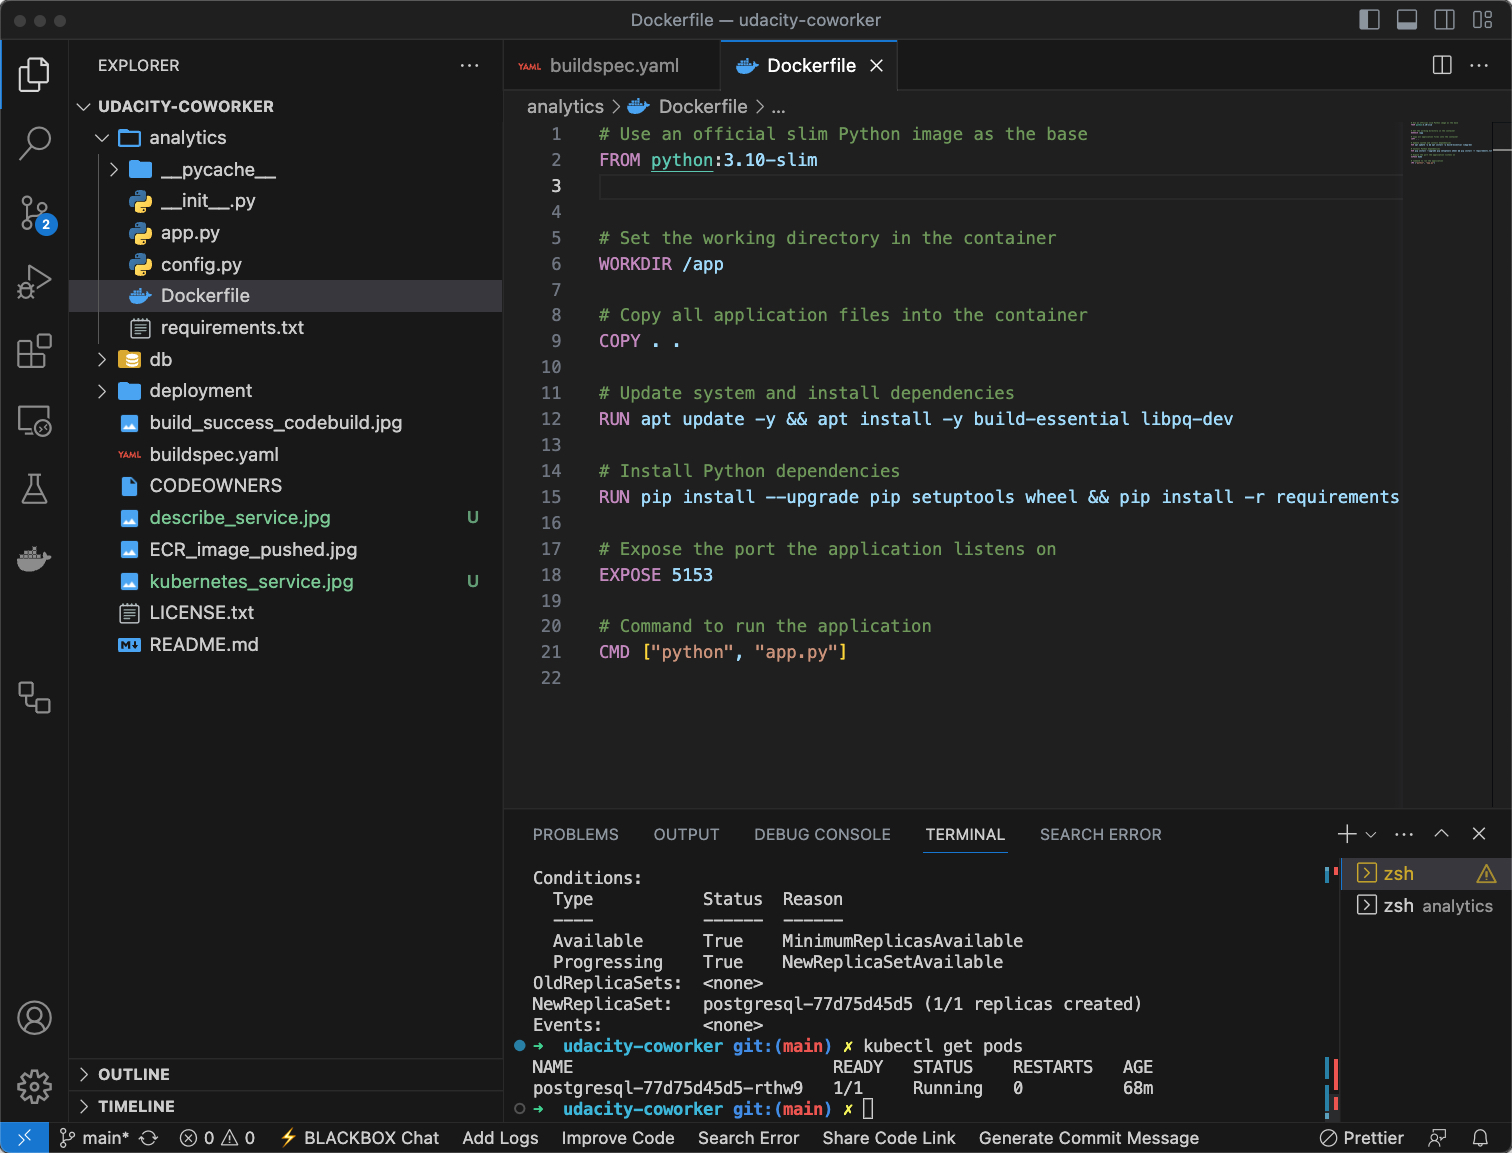 Dockerfile — udacity-coworker
EXPLORER
UDACITY-COWORKER
analytics
__pycache__
__init__.py
app.py
config.py
Dockerfile
requirements.txt
db
deployment
build_success_codebuild.jpg
YAML buildspec.yaml
CODEOWNERS
describe_service.jpg U
ECR_image_pushed.jpg
kubernetes_service.jpg U
LICENSE.txt
README.md
OUTLINE
TIMELINE
2
YAML buildspec.yaml
Dockerfile
analytics > Dockerfile > ...
1 # Use an official slim Python image as the base
2 FROM python:3.10-slim
3
4
5 # Set the working directory in the container
6 WORKDIR /app
7
8 # Copy all application files into the container
9 COPY . .
10
11 # Update system and install dependencies
12 RUN apt update -y && apt install -y build-essential libpq-dev
13
14 # Install Python dependencies
15 RUN pip install --upgrade pip setuptools wheel && pip install -r requirements
16
17 # Expose the port the application listens on
18 EXPOSE 5153
19
20 # Command to run the application
21 CMD ["python", "app.py"]
22
PROBLEMS OUTPUT DEBUG CONSOLE TERMINAL SEARCH ERROR
Conditions:
Type Status Reason
---- ------ ------
Available True MinimumReplicasAvailable
Progressing True NewReplicaSetAvailable
OldReplicaSets: <none>
NewReplicaSet: postgresql-77d75d45d5 (1/1 replicas created)
Events: <none>
➜ udacity-coworker git:(main) ✗ kubectl get pods
NAME READY STATUS RESTARTS AGE
postgresql-77d75d45d5-rthw9 1/1 Running 0 68m
➜ udacity-coworker git:(main) ✗
zsh
zsh analytics
main* 0 0 ⚡ BLACKBOX Chat Add Logs Improve Code Search Error Share Code Link Generate Commit Message Prettier